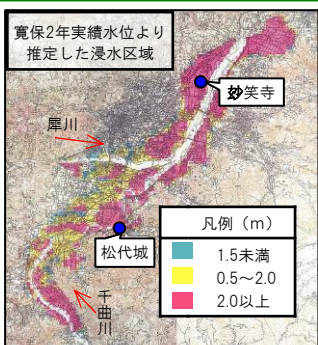 寛保2年実績水位より
推定した浸水区域
妙笑寺
犀川
松代城
千曲川
凡例（m）
1.5未満
0.5～2.0
2.0以上